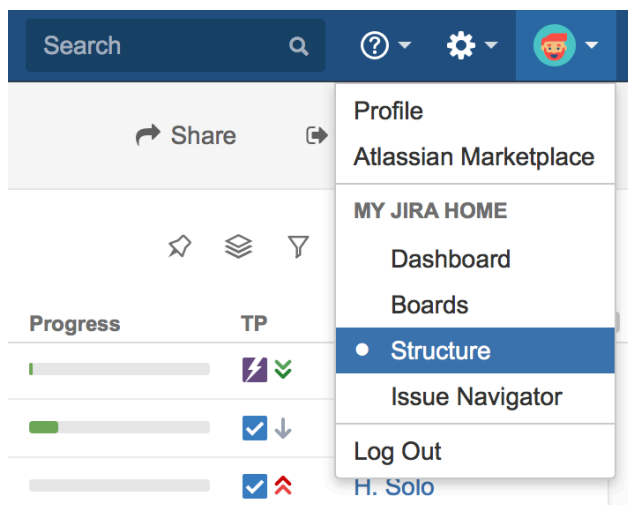 Search
Share
Profile
Atlassian Marketplace
MY JIRA HOME
Dashboard
Boards
Structure
Issue Navigator
Log Out
Progress TP
H. Solo